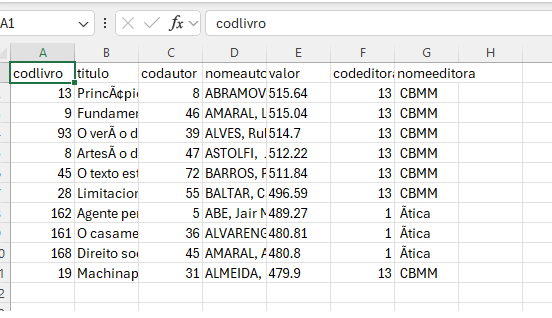 A1 fx codlivro
A B C D E F G H
codlivro titulo codautor nomeautc valor codeditora nomeeditora
13 PrincÃ¢pi 8 ABRAMOV 515.64 13 CBMM
9 Fundamer 46 AMARAL, L 515.04 13 CBMM
93 O verÃ o d 39 ALVES, Rul 514.7 13 CBMM
8 ArtesÃ o d 47 ASTOLFI, 512.22 13 CBMM
45 O texto est 72 BARROS, F 511.84 13 CBMM
28 Limitacior 55 BALTAR, C 496.59 13 CBMM
162 Agente per 5 ABE, Jair N 489.27 1 Ãtica
161 O casame 36 ALVARENG 480.81 1 Ãtica
168 Direito soc 45 AMARAL, A 480.8 1 Ãtica
19 Machinap 31 ALMEIDA, 479.9 13 CBMM